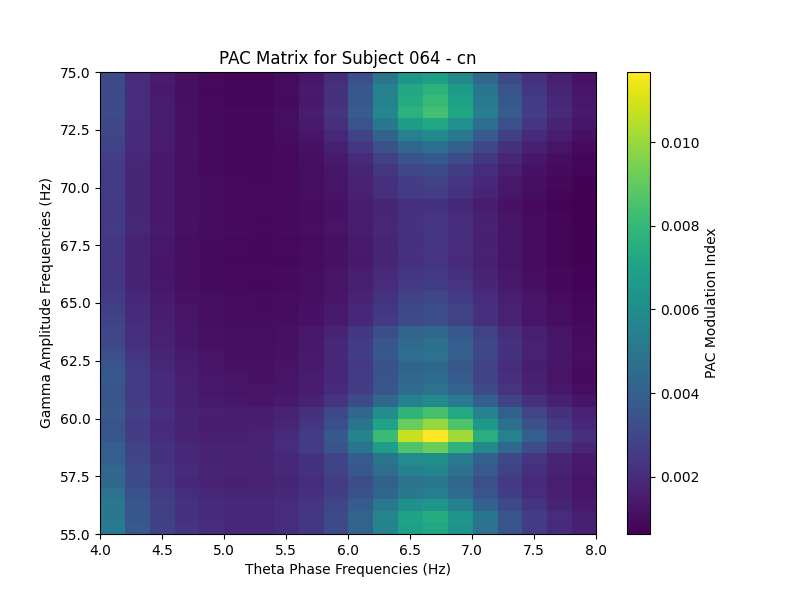 PAC Matrix for Subject 064 - cn
75.0
72.5
70.0
67.5
65.0
62.5
60.0
57.5
55.0
Gamma Amplitude Frequencies (Hz)
4.0 4.5 5.0 5.5 6.0 6.5 7.0 7.5 8.0
Theta Phase Frequencies (Hz)
0.010
0.008
0.006
0.004
0.002
PAC Modulation Index